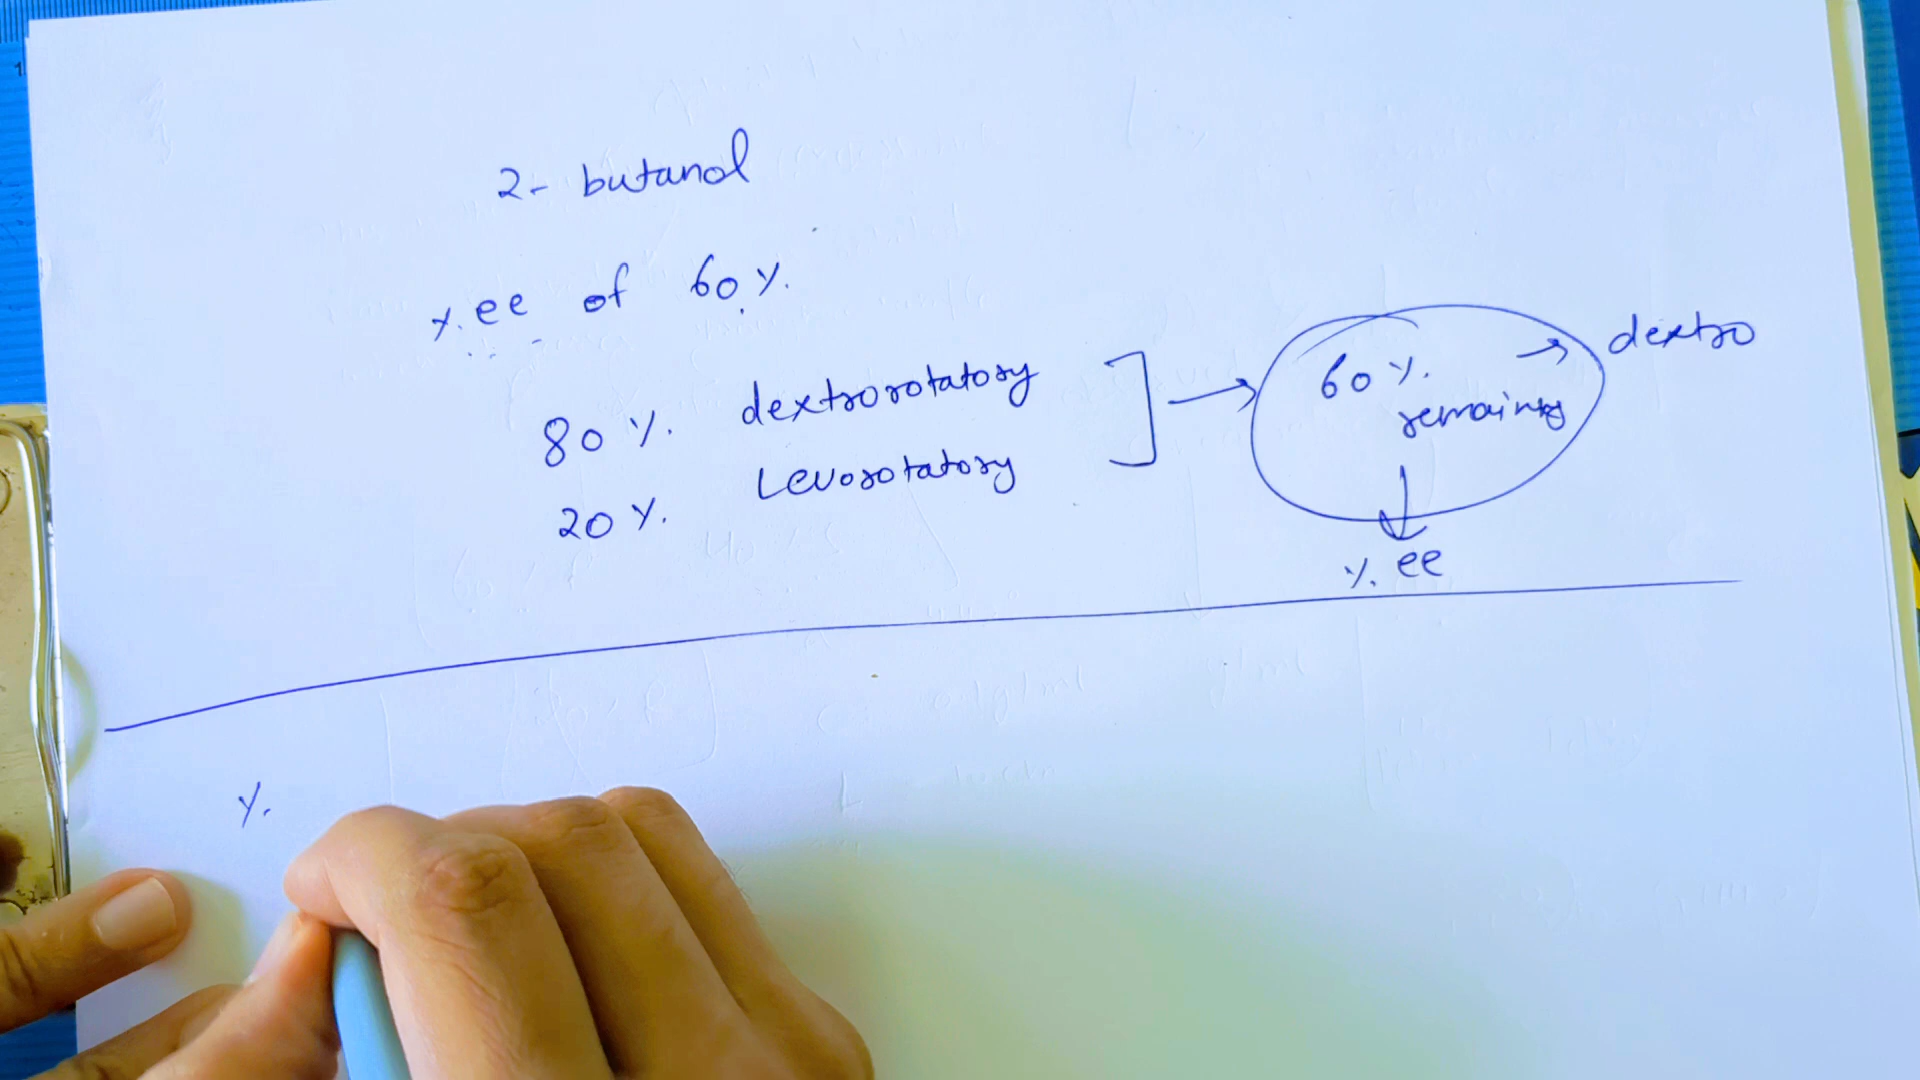 2- butanol
%. ee of 60 %.
80 %. dextrorotatory
20 %. Levorotatory
60 %. → dextro
remaining
%. ee
%.